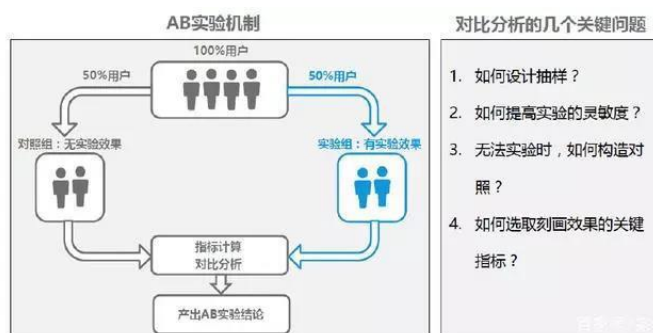 AB实验机制
100%用户
50%用户
50%用户
对照组：无实验效果
实验组：有实验效果
指标计算
对比分析
产出AB实验结论
对比分析的几个关键问题
1. 如何设计抽样？
2. 如何提高实验的灵敏度？
3. 无法实验时，如何构造对
照？
4. 如何选取刻画效果的关键
指标？